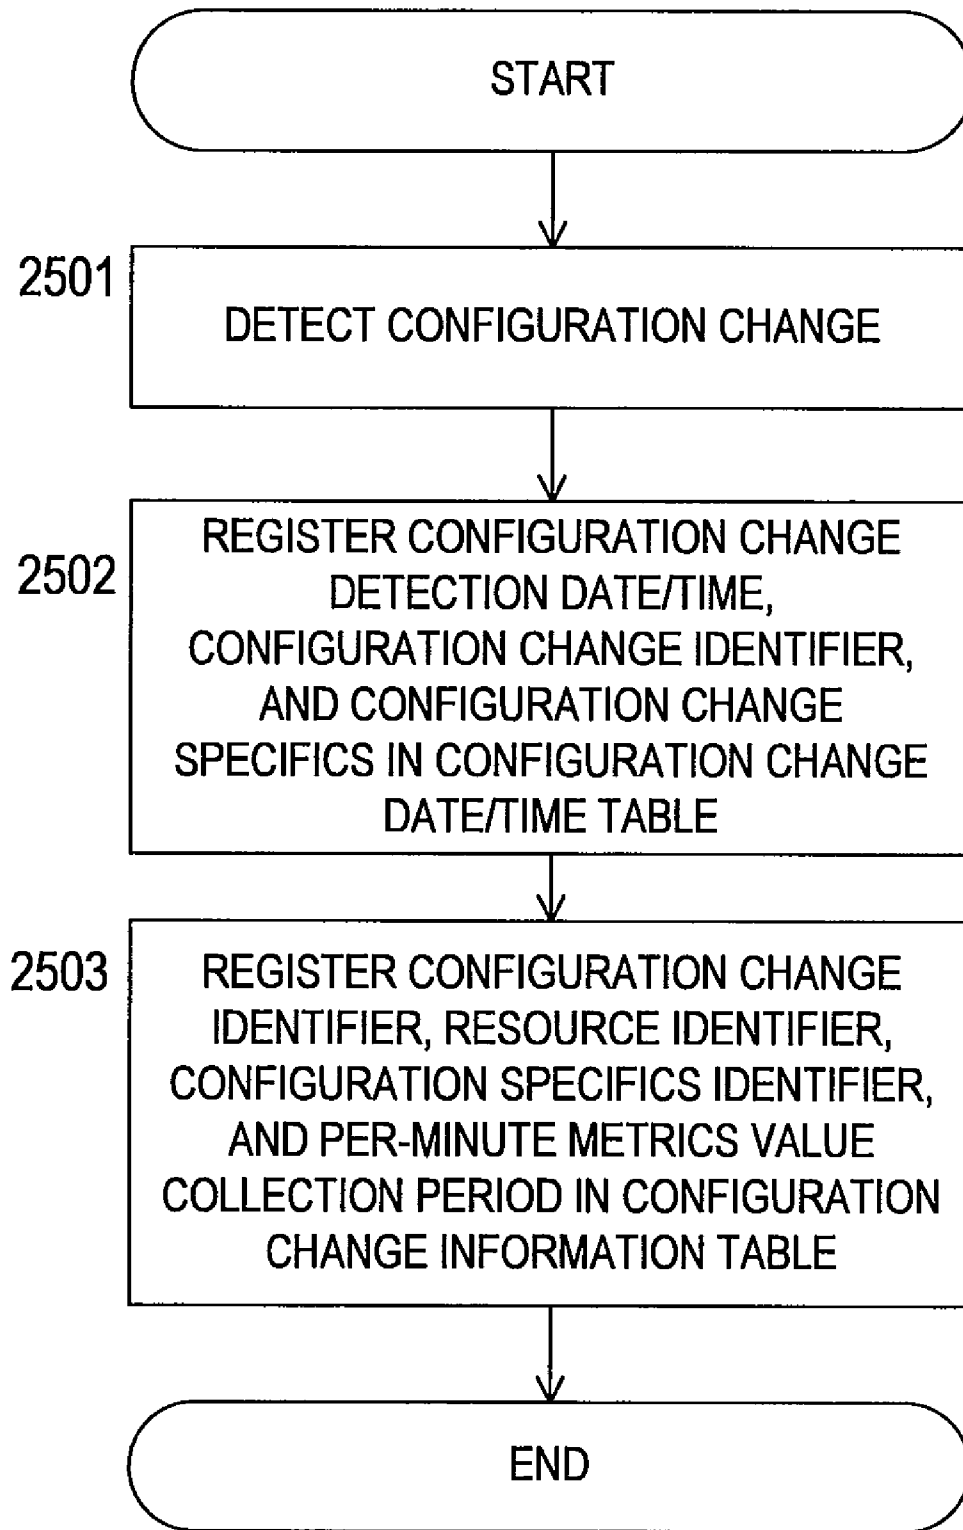 START
2501
DETECT CONFIGURATION CHANGE
2502
REGISTER CONFIGURATION CHANGE
DETECTION DATE/TIME,
CONFIGURATION CHANGE IDENTIFIER,
AND CONFIGURATION CHANGE
SPECIFICS IN CONFIGURATION CHANGE
DATE/TIME TABLE
2503
REGISTER CONFIGURATION CHANGE
IDENTIFIER, RESOURCE IDENTIFIER,
CONFIGURATION SPECIFICS IDENTIFIER,
AND PER-MINUTE METRICS VALUE
COLLECTION PERIOD IN CONFIGURATION
CHANGE INFORMATION TABLE
END